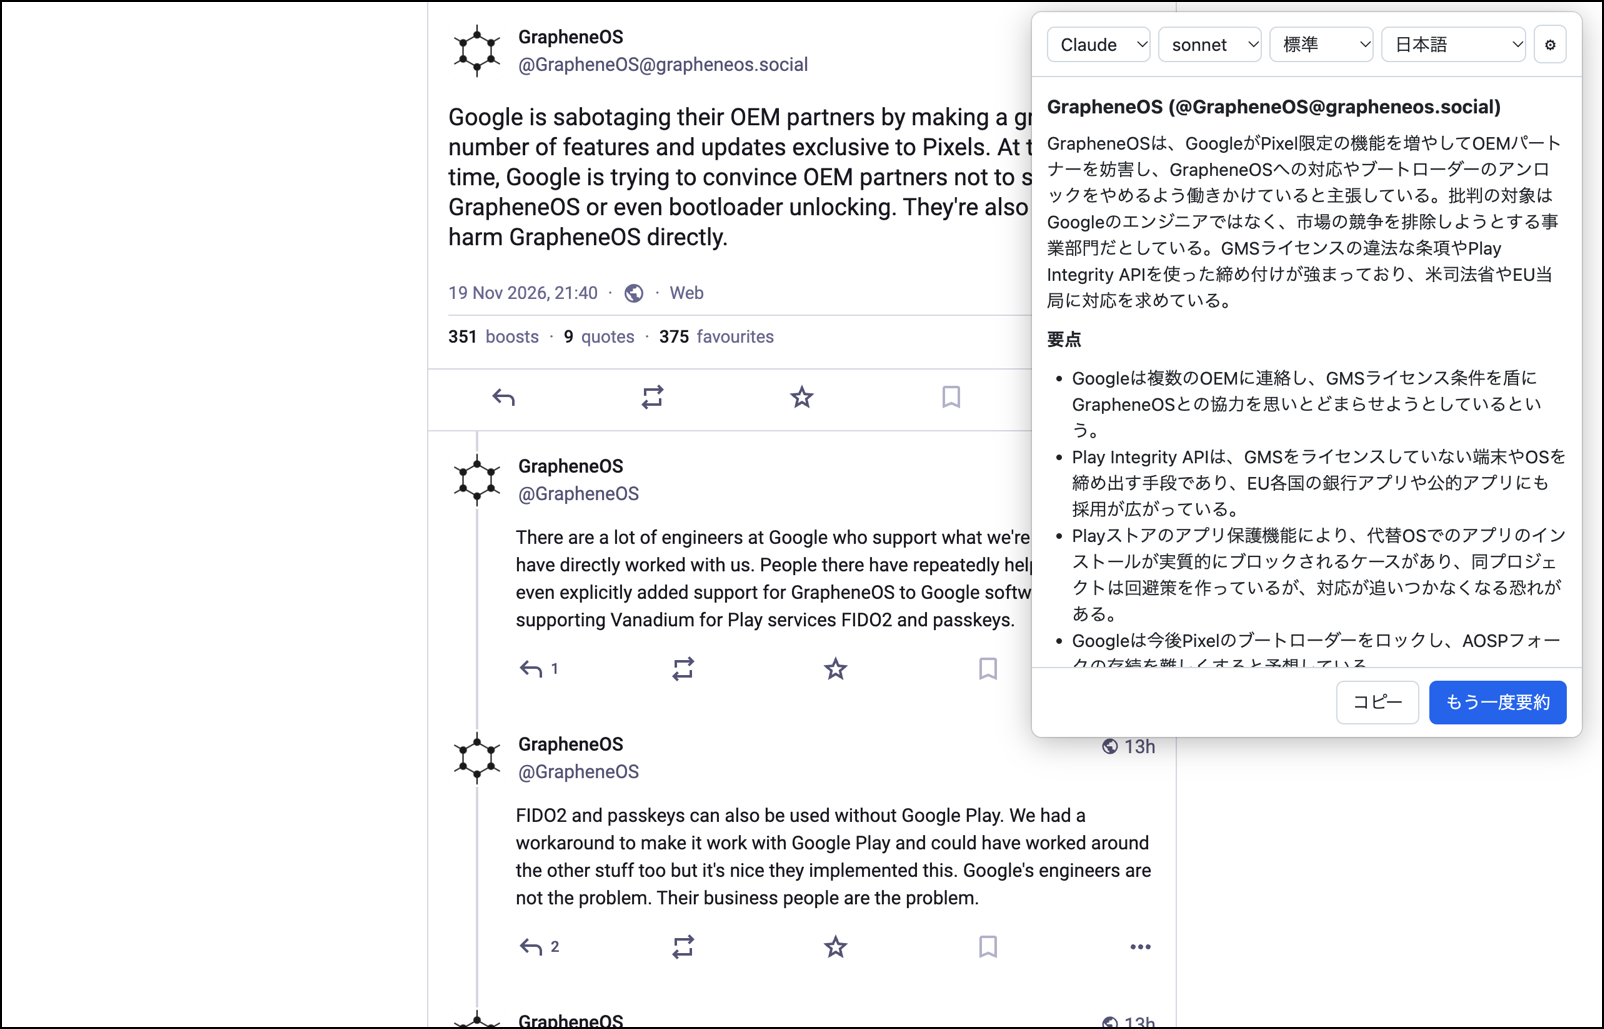 GrapheneOS
@GrapheneOS@grapheneos.social
Google is sabotaging their OEM partners by making a
number of features and updates exclusive to Pixels. At
time, Google is trying to convince OEM partners not to
GrapheneOS or even bootloader unlocking. They're also
harm GrapheneOS directly.
19 Nov 2026, 21:40 · Web
351 boosts · 9 quotes · 375 favourites
GrapheneOS
@GrapheneOS
There are a lot of engineers at Google who support what we're
have directly worked with us. People there have repeatedly
even explicitly added support for GrapheneOS to Google
supporting Vanadium for Play services FIDO2 and passkeys.
1
GrapheneOS
@GrapheneOS
13h
FIDO2 and passkeys can also be used without Google Play. We had a
workaround to make it work with Google Play and could have worked around
the other stuff too but it's nice they implemented this. Google's engineers are
not the problem. Their business people are the problem.
2
GrapheneOS
13h
Claude sonnet 標準 日本語
GrapheneOS (@GrapheneOS@grapheneos.social)
GrapheneOSは、GoogleがPixel限定の機能を増やしてOEMパート
ナーを妨害し、GrapheneOSへの対応やブートローダーのアンロ
ックをやめるよう働きかけていると主張している。批判の対象は
Googleのエンジニアではなく、市場の競争を排除しようとする事
業部門だとしている。GMSライセンスの違法な条項やPlay
Integrity APIを使った締め付けが強まっており、米司法省やEU当
局に対応を求めている。
要点
• Googleは複数のOEMに連絡し、GMSライセンス条件を盾に
GrapheneOSとの協力を思いとどまらせようとしているとい
う。
• Play Integrity APIは、GMSをライセンスしていない端末やOSを
締め出す手段であり、EU各国の銀行アプリや公的アプリにも
採用が広がっている。
• Playストアのアプリ保護機能により、代替OSでのアプリのイン
ストールが実質的にブロックされるケースがあり、同プロジェ
クトは回避策を作っているが、対応が追いつかなくなる恐れが
ある。
• Googleは今後Pixelのブートローダーをロックし、AOSPフォー
クの存続を難しくすると予想している。
コピー
もう一度要約